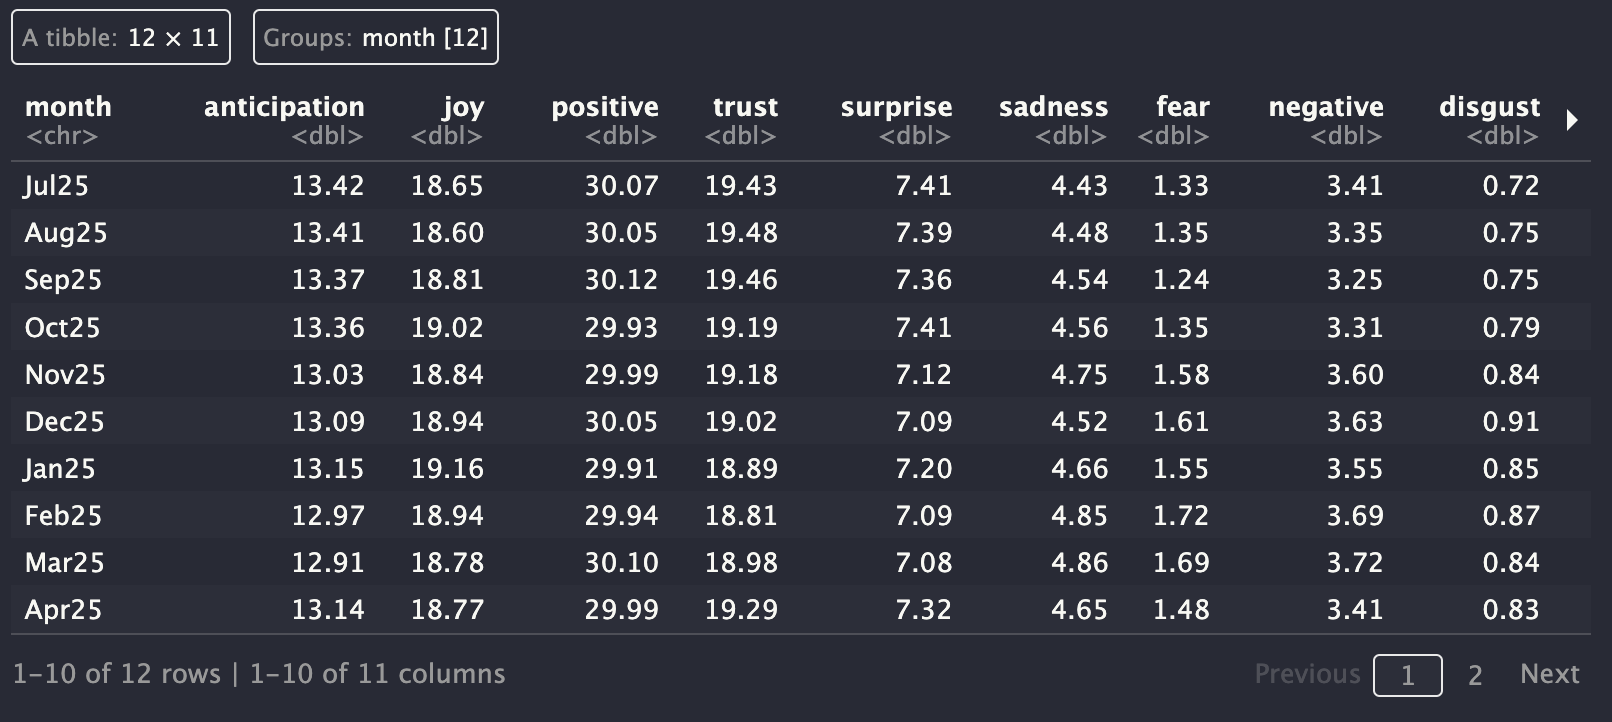 A tibble: 12 × 11 Groups: month [12]
month anticipation joy positive trust surprise sadness fear negative disgust
<chr> <dbl> <dbl> <dbl> <dbl> <dbl> <dbl> <dbl> <dbl> <dbl>
Jul25 13.42 18.65 30.07 19.43 7.41 4.43 1.33 3.41 0.72
Aug25 13.41 18.60 30.05 19.48 7.39 4.48 1.35 3.35 0.75
Sep25 13.37 18.81 30.12 19.46 7.36 4.54 1.24 3.25 0.75
Oct25 13.36 19.02 29.93 19.19 7.41 4.56 1.35 3.31 0.79
Nov25 13.03 18.84 29.99 19.18 7.12 4.75 1.58 3.60 0.84
Dec25 13.09 18.94 30.05 19.02 7.09 4.52 1.61 3.63 0.91
Jan25 13.15 19.16 29.91 18.89 7.20 4.66 1.55 3.55 0.85
Feb25 12.97 18.94 29.94 18.81 7.09 4.85 1.72 3.69 0.87
Mar25 12.91 18.78 30.10 18.98 7.08 4.86 1.69 3.72 0.84
Apr25 13.14 18.77 29.99 19.29 7.32 4.65 1.48 3.41 0.83
1–10 of 12 rows | 1–10 of 11 columns Previous 1 2 Next